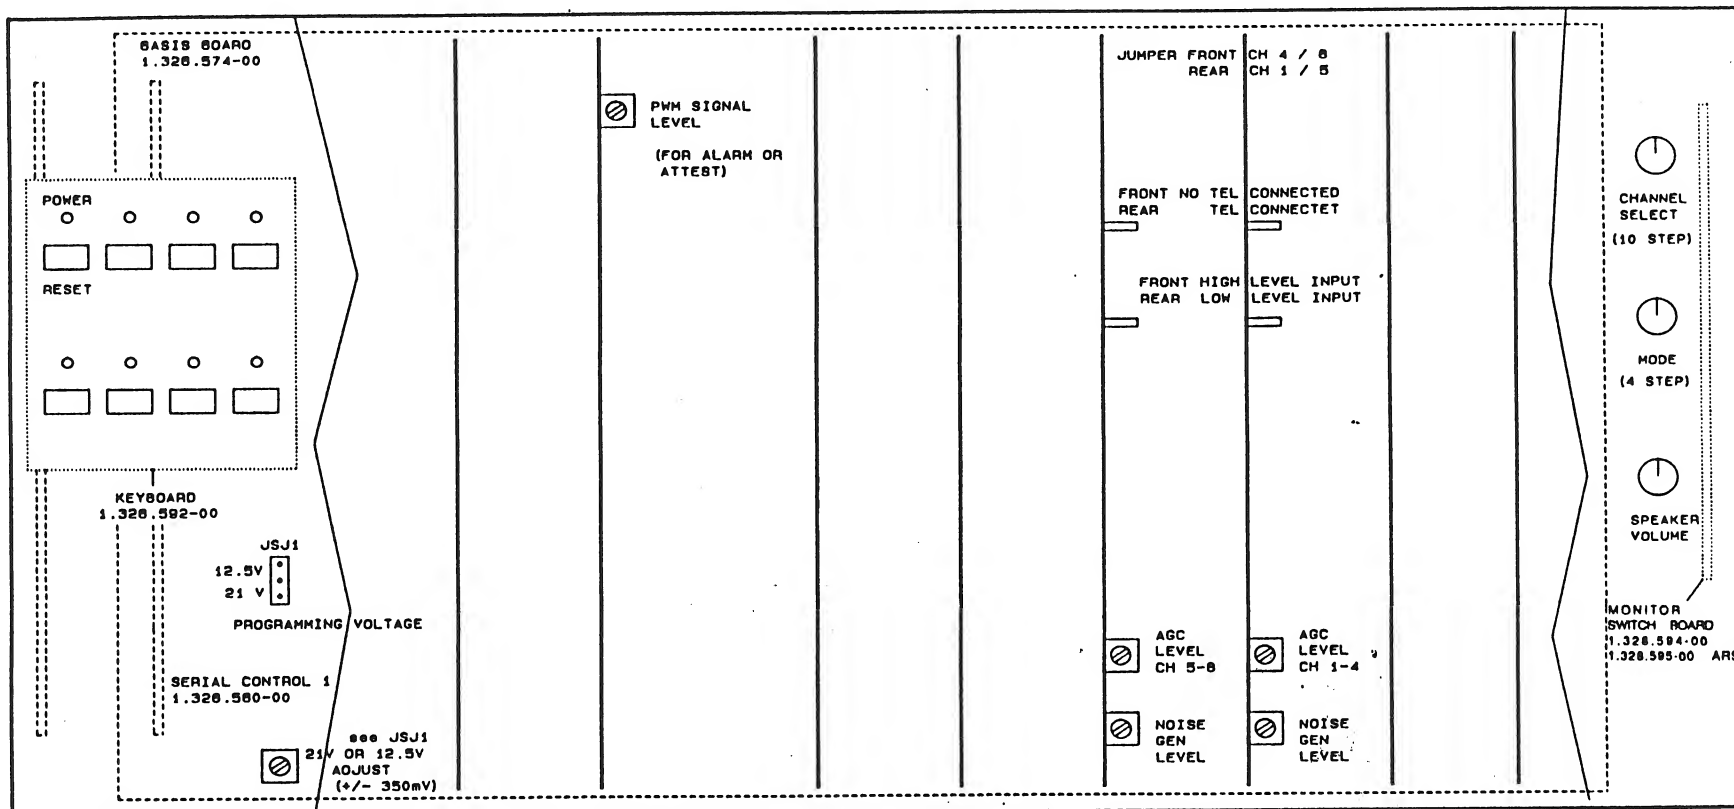 BASIS BOARD
1.328.574-00
JUMPER FRONT CH 4 / 8
REAR CH 1 / 5
PWM SIGNAL
LEVEL
(FOR ALARM OR
ATTEST)
POWER
RESET
FRONT NO TEL CONNECTED
REAR TEL CONNECTET
FRONT HIGH LEVEL INPUT
REAR LOW LEVEL INPUT
CHANNEL
SELECT
(10 STEP)
MODE
(4 STEP)
SPEAKER
VOLUME
KEYBOARD
1.328.592-00
JSJ1
12.5V
21 V
PROGRAMMING VOLTAGE
SERIAL CONTROL 1
1.328.580-00
see JSJ1
21V OR 12.5V
ADJUST
(+/- 350mV)
AGC
LEVEL
CH 5-8
AGC
LEVEL
CH 1-4
NOISE
GEN
LEVEL
NOISE
GEN
LEVEL
MONITOR
SWITCH BOARD
1.328.594-00
1.328.595-00 ARS